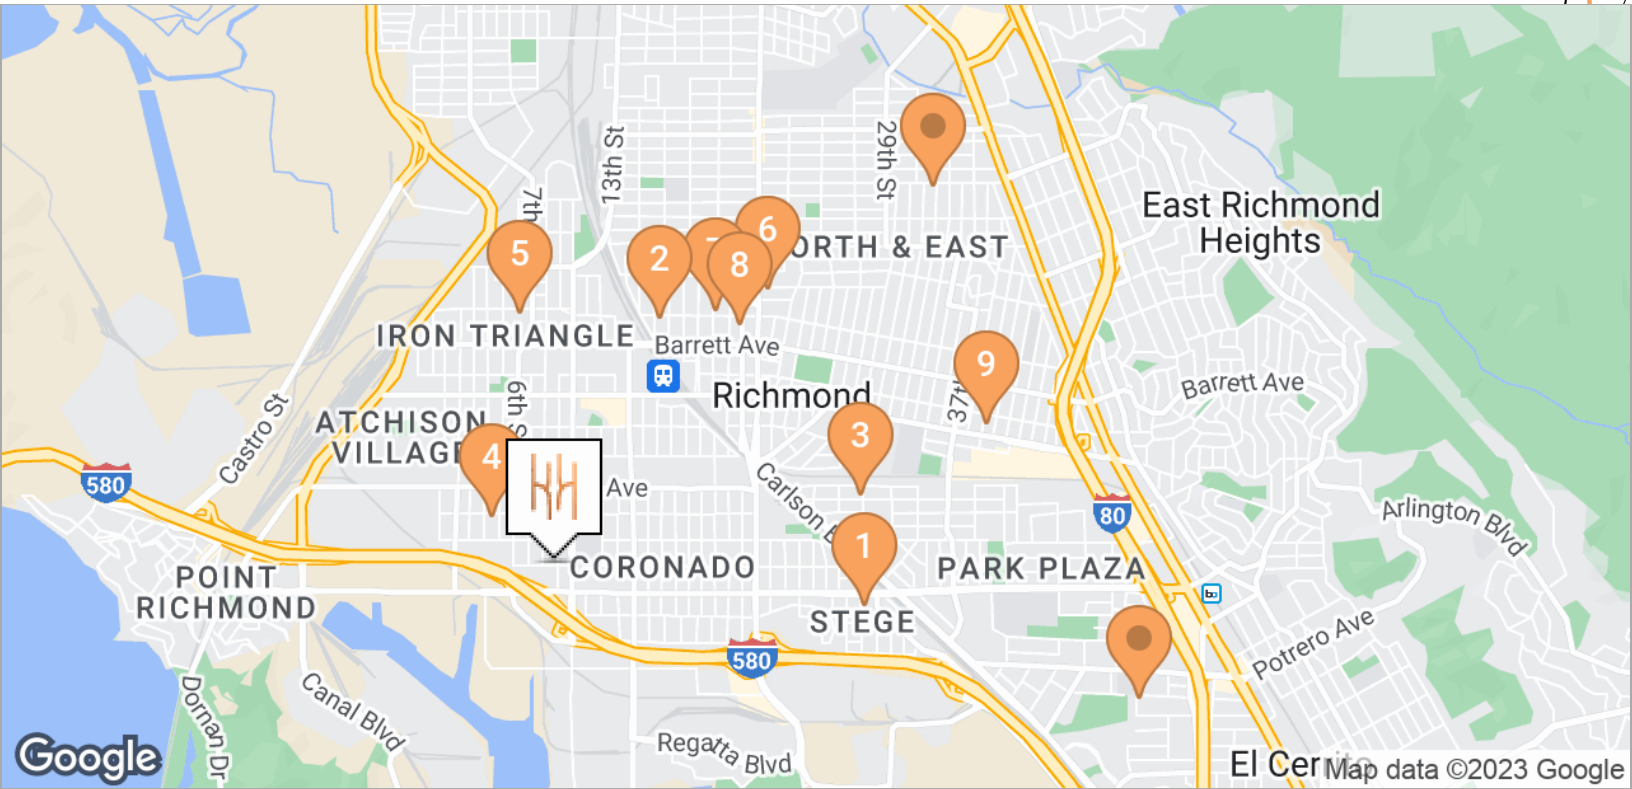 29th St
13th St
7th
East Richmond
Heights
6
5
2
8
ORTH & EAST
IRON TRIANGLE
Barrett Ave
9
Richmond
Barrett Ave
6th S
37th
Castro St
ATCHISON
VILLAGE
3
4
580
Ave
Carlson B
80
Arlington Blvd
1
CORONADO
PARK PLAZA
POINT
RICHMOND
STEGE
580
Potrero Ave
Dornan Dr
Canal Blvd
Regatta Blvd
El Cerrito
Google
Map data ©2023 Google